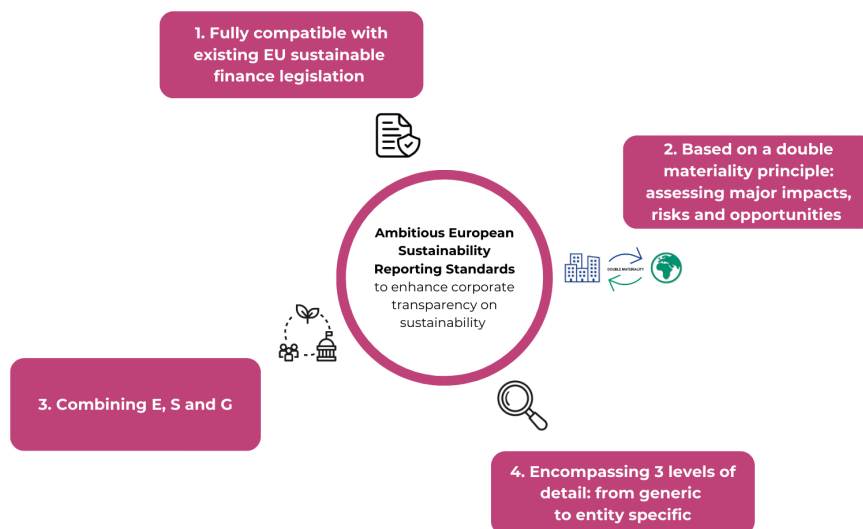 1. Fully compatible with
existing EU sustainable
finance legislation
2. Based on a double
materiality principle:
assessing major impacts,
risks and opportunities
Ambitious European
Sustainability
Reporting Standards
to enhance corporate
transparency on
sustainability
DOUBLE MATERIALITY
3. Combining E, S and G
4. Encompassing 3 levels of
detail: from generic
to entity specific